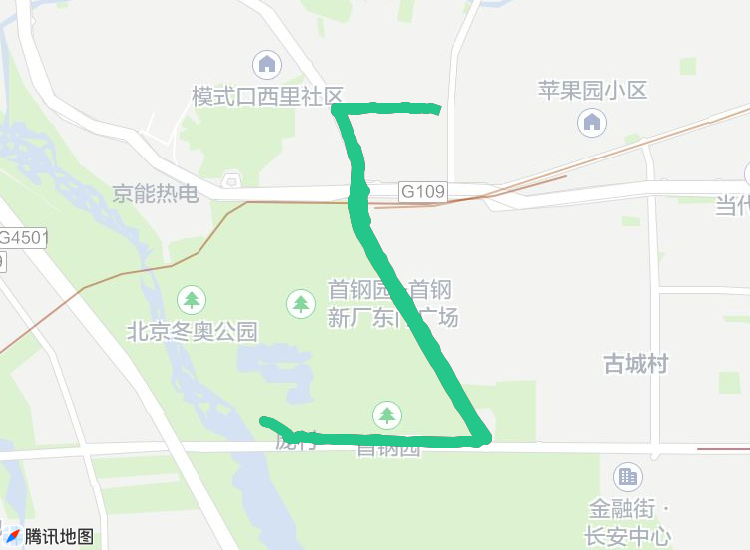 模式口西里社区
苹果园小区
京能热电
G109
当代
G4501
首钢园·首钢
新厂东门广场
北京冬奥公园
古城村
庞村
首钢园
金融街·
长安中心
腾讯地图